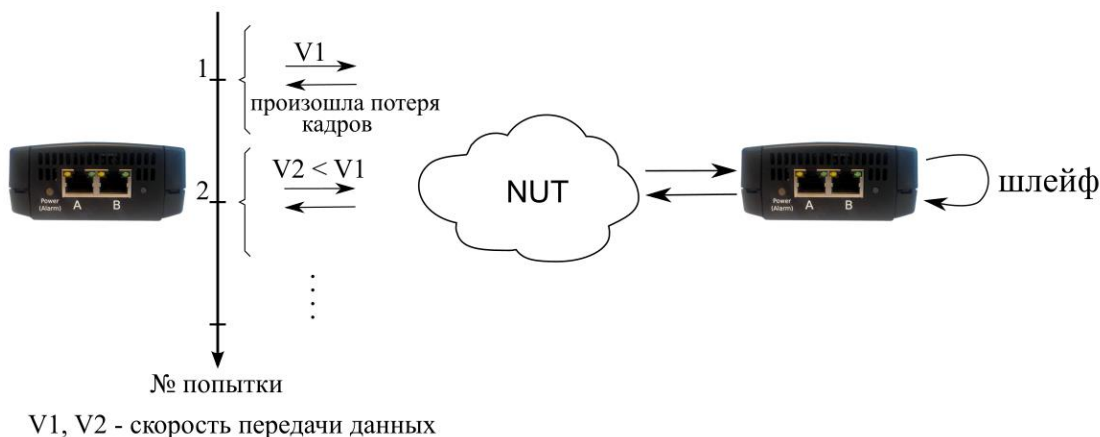 1
V1
произошла потеря
кадров
2
V2 < V1
Power
(Alarm)
A
B
NUT
Power
(Alarm)
A
B
шлейф
№ попытки
V1, V2 - скорость передачи данных